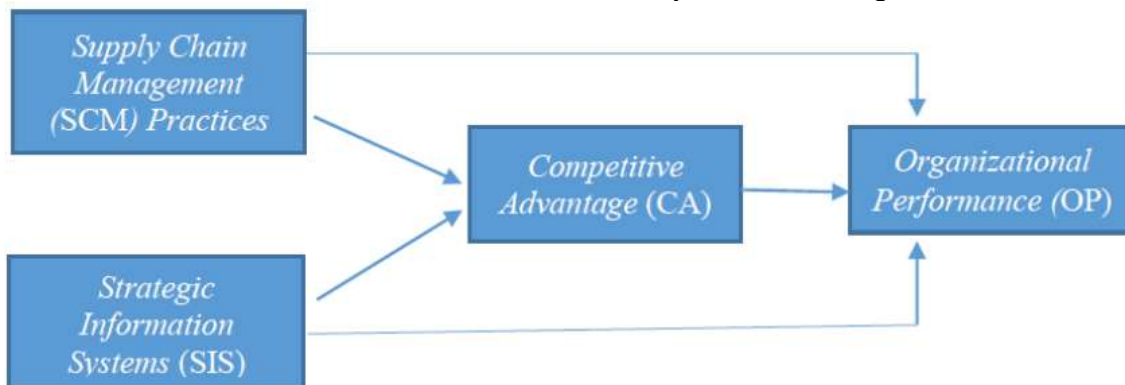 Supply Chain
Management
(SCM) Practices
Competitive
Advantage (CA)
Organizational
Performance (OP)
Strategic
Information
Systems (SIS)